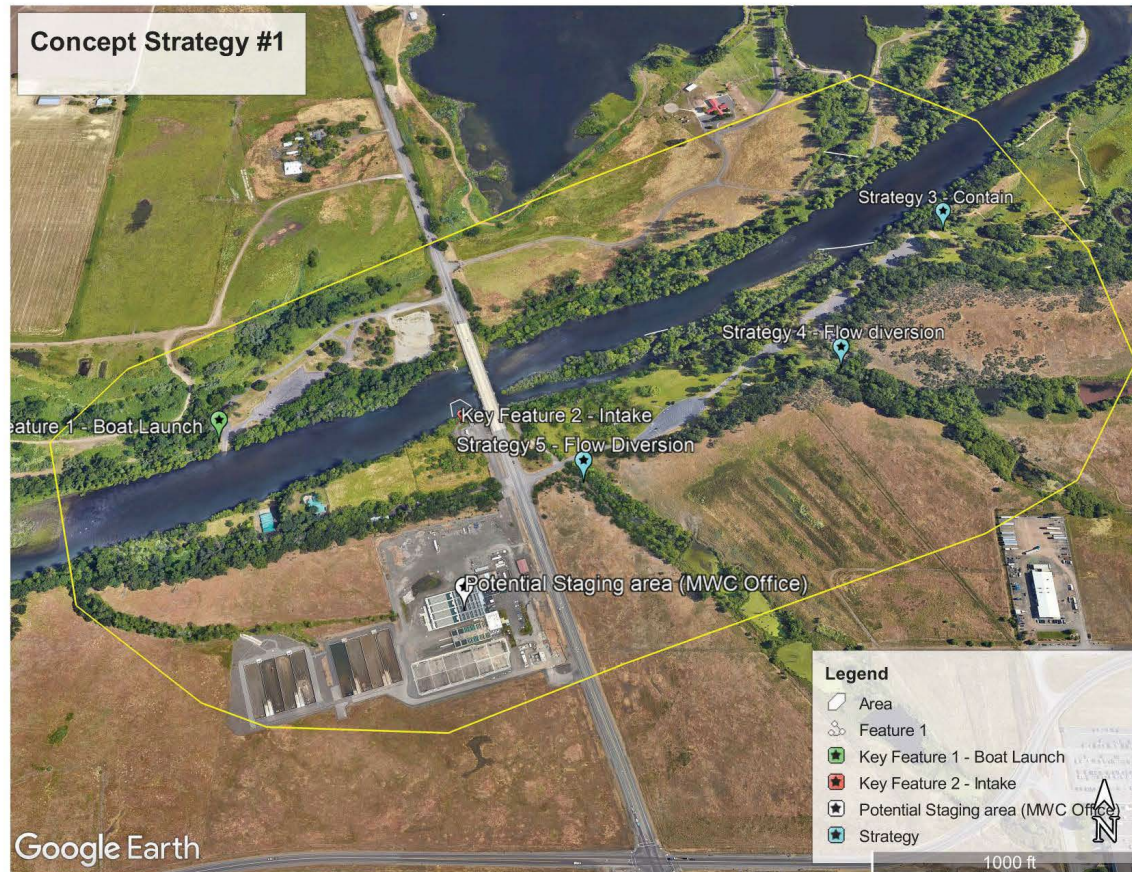 Concept Strategy #1
Strategy 3 - Contain
Strategy 4 - Flow diversion
eature 1 - Boat Launch
Key Feature 2 - Intake
Strategy 5 - Flow Diversion
Potential Staging area (MWC Office)
Legend
Area
Feature 1
Key Feature 1 - Boat Launch
Key Feature 2 - Intake
Potential Staging area (MWC Office)
Strategy
N
Google Earth
1000 ft